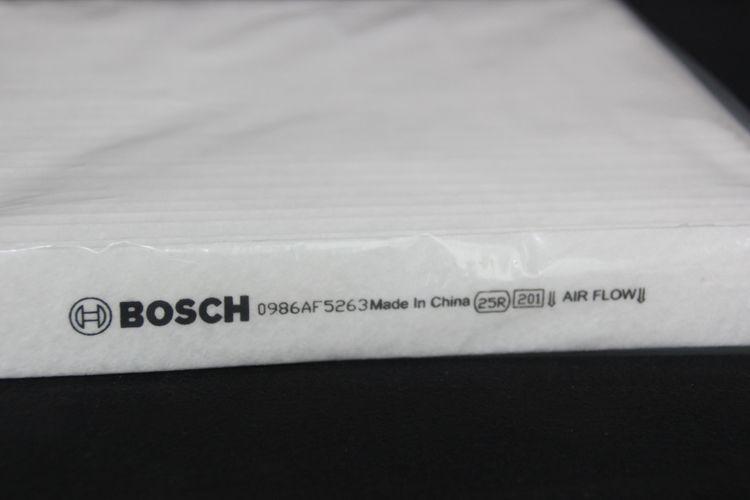 BOSCH 0986AF5263 Made In China 25R 201 ⇓ AIR FLOW ⇓